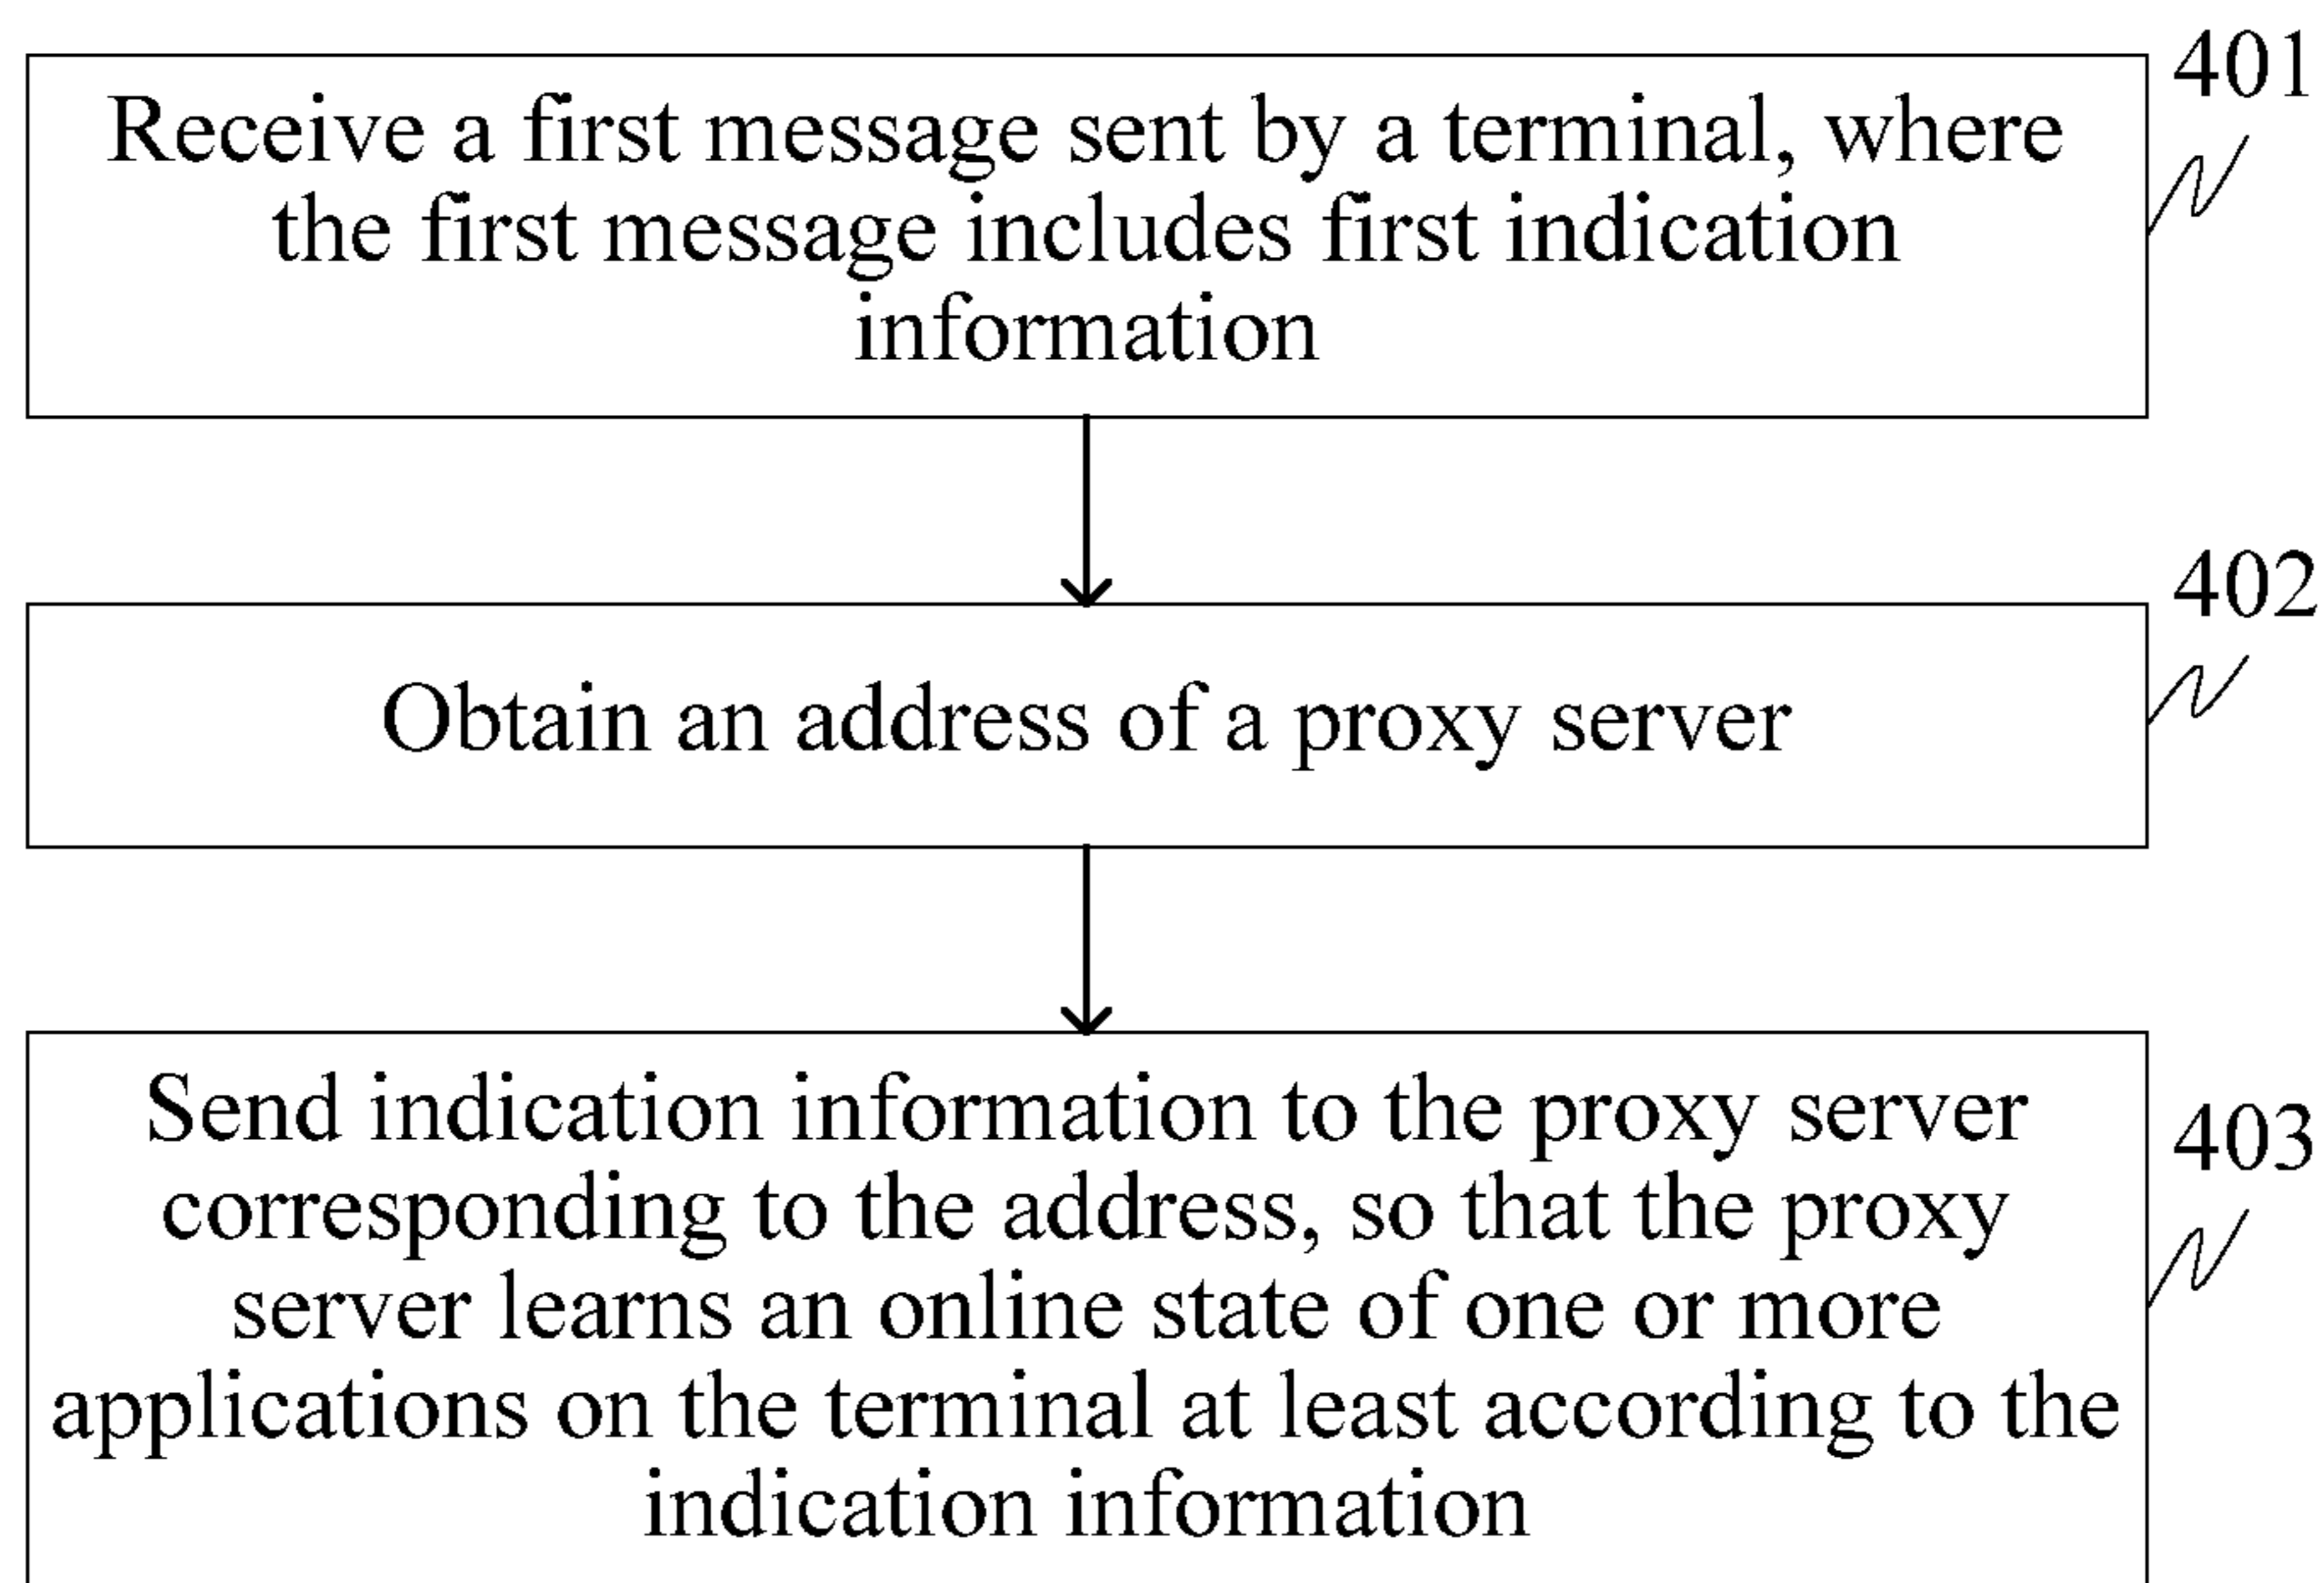 401
Receive a first message sent by a terminal, where
the first message includes first indication
information
402
Obtain an address of a proxy server
403
Send indication information to the proxy server
corresponding to the address, so that the proxy
server learns an online state of one or more
applications on the terminal at least according to the
indication information